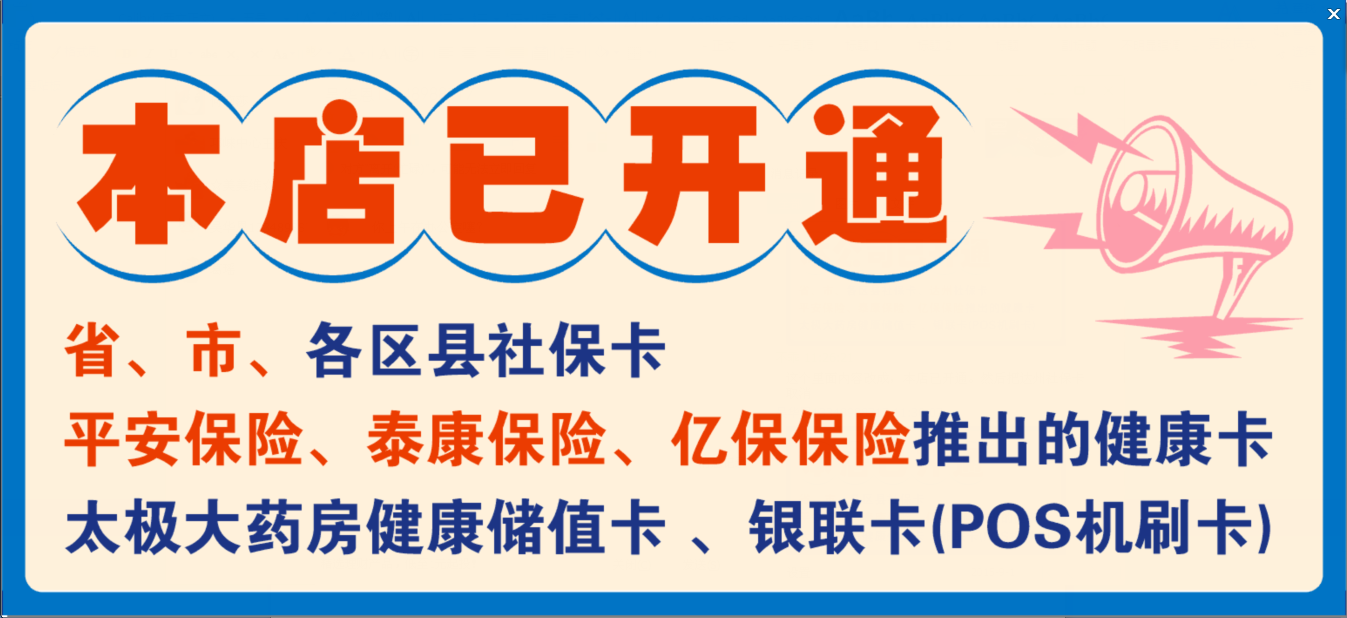 本店已开通
省、市、各区县社保卡
平安保险、泰康保险、亿保保险推出的健康卡
太极大药房健康储值卡 、银联卡(POS机刷卡)